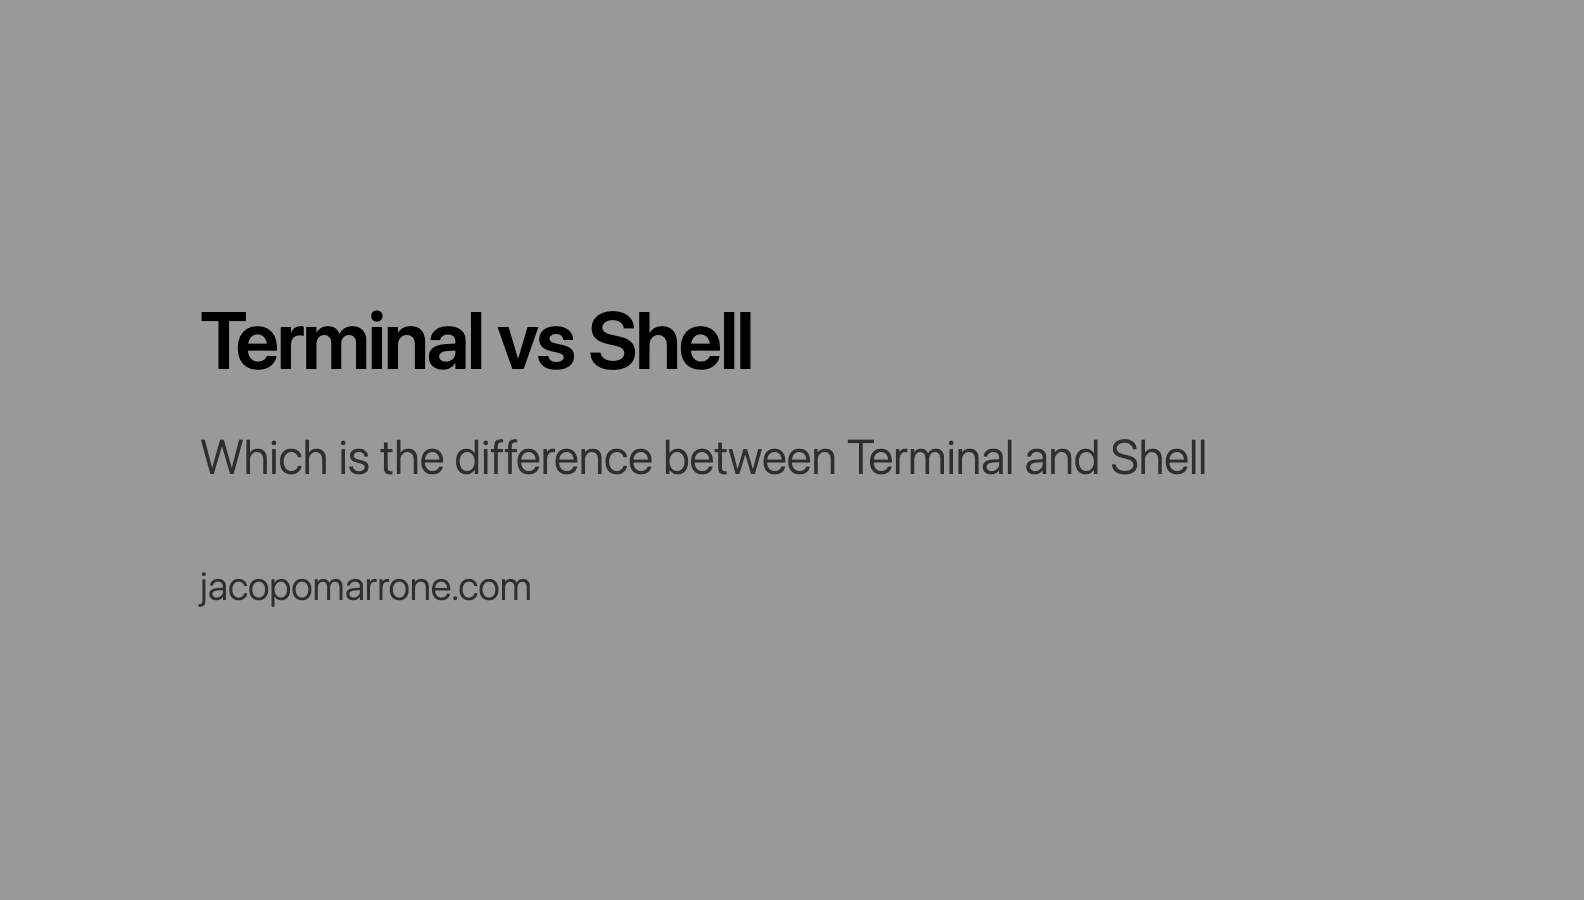 Terminal vs Shell
Which is the difference between Terminal and Shell
jacopomarrone.com